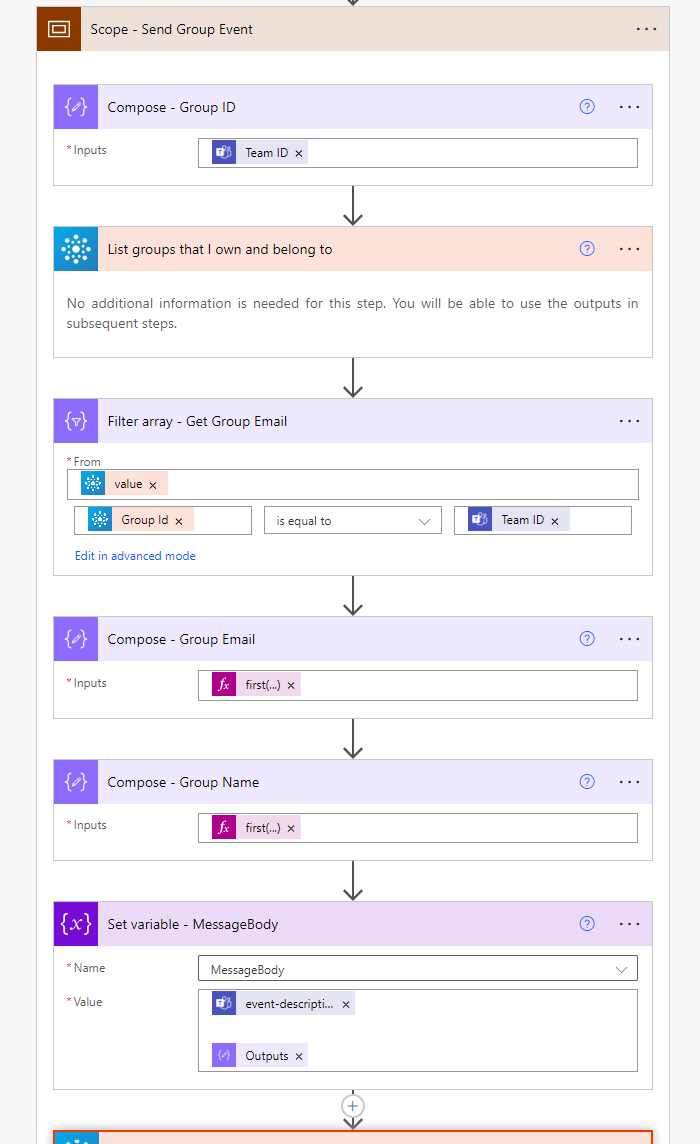 Scope - Send Group Event
Compose - Group ID
* Inputs
Team ID
List groups that I own and belong to
No additional information is needed for this step. You will be able to use the outputs in
subsequent steps.
Filter array - Get Group Email
* From
value
Group Id
is equal to
Team ID
Edit in advanced mode
Compose - Group Email
* Inputs
fx first(...)
Compose - Group Name
* Inputs
fx first(...)
{x} Set variable - MessageBody
* Name
MessageBody
* Value
event-descripti...
Outputs